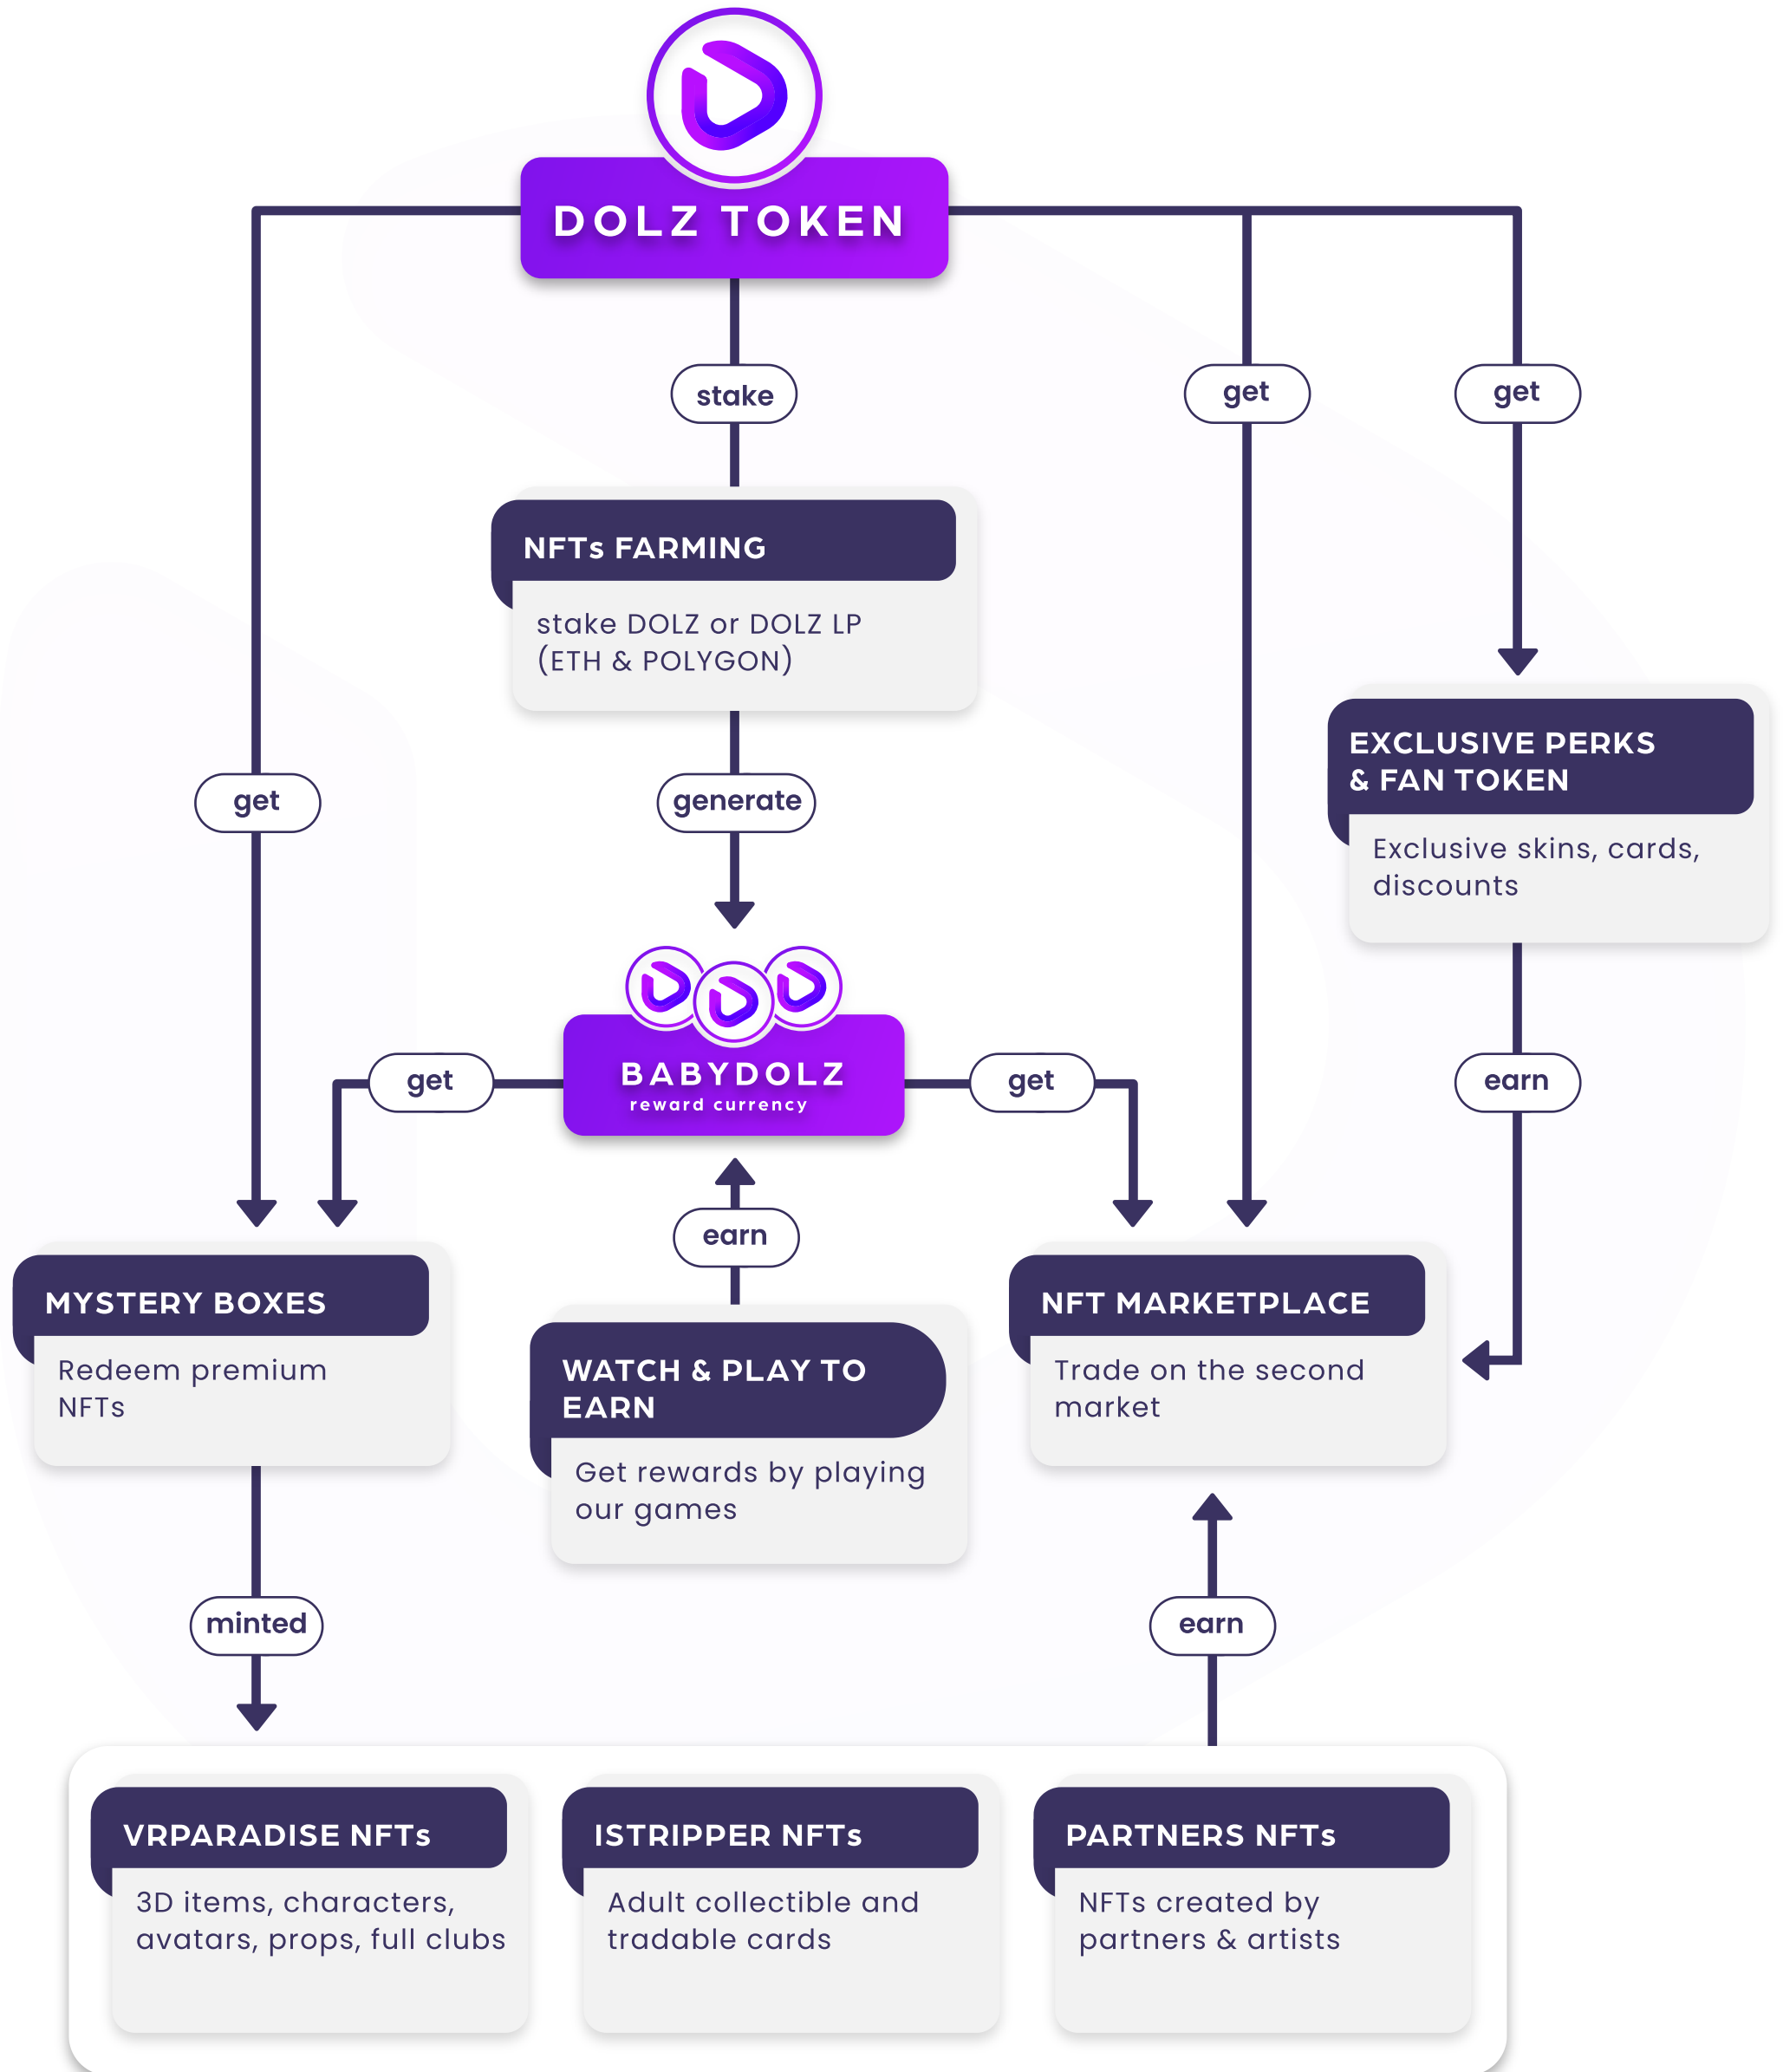 DOLZ TOKEN
stake
get
get
NFTs FARMING
stake DOLZ or DOLZ LP
(ETH & POLYGON)
get
generate
EXCLUSIVE PERKS
& FAN TOKEN
Exclusive skins, cards,
discounts
BABYDOLZ
reward currency
get
get
earn
earn
MYSTERY BOXES
Redeem premium
NFTs
WATCH & PLAY TO
EARN
Get rewards by playing
our games
NFT MARKETPLACE
Trade on the second
market
minted
earn
VRPARADISE NFTs
3D items, characters,
avatars, props, full clubs
ISTRIPPER NFTs
Adult collectible and
tradable cards
PARTNERS NFTs
NFTs created by
partners & artists